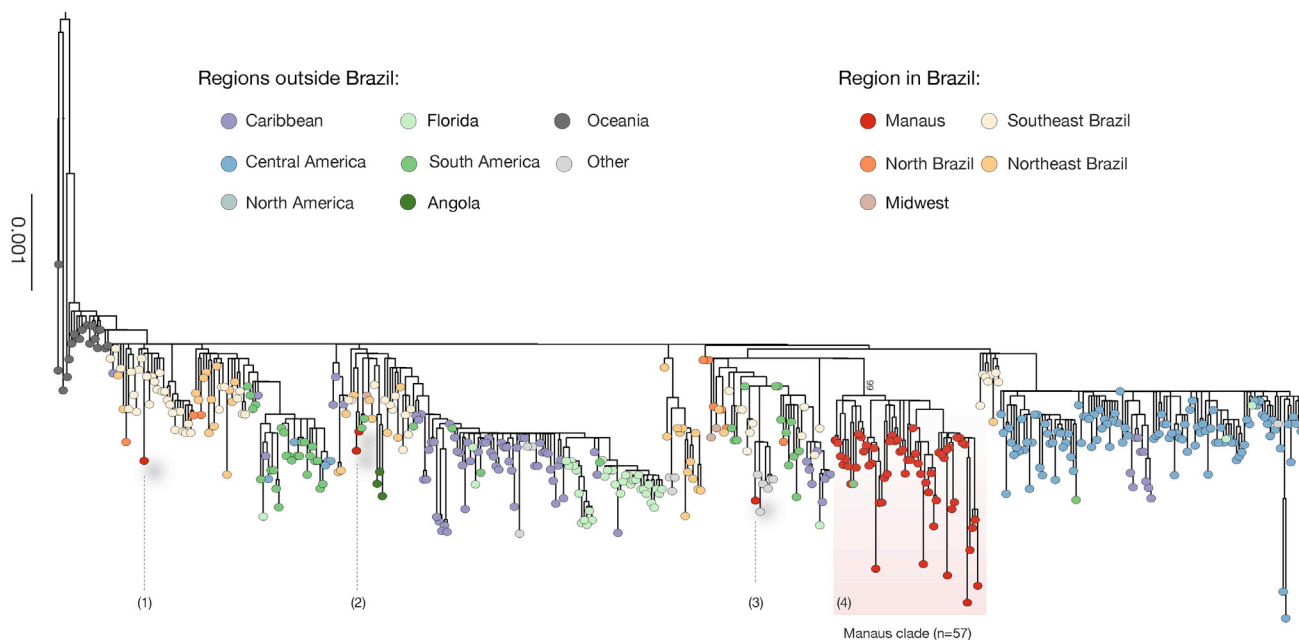 Regions outside Brazil:
Region in Brazil:
Caribbean
Florida
Oceania
Manaus
Southeast Brazil
Central America
South America
Other
North Brazil
Northeast Brazil
North America
Angola
Midwest
0.001
99
(1)
(2)
(3)
(4)
Manaus clade (n=57)